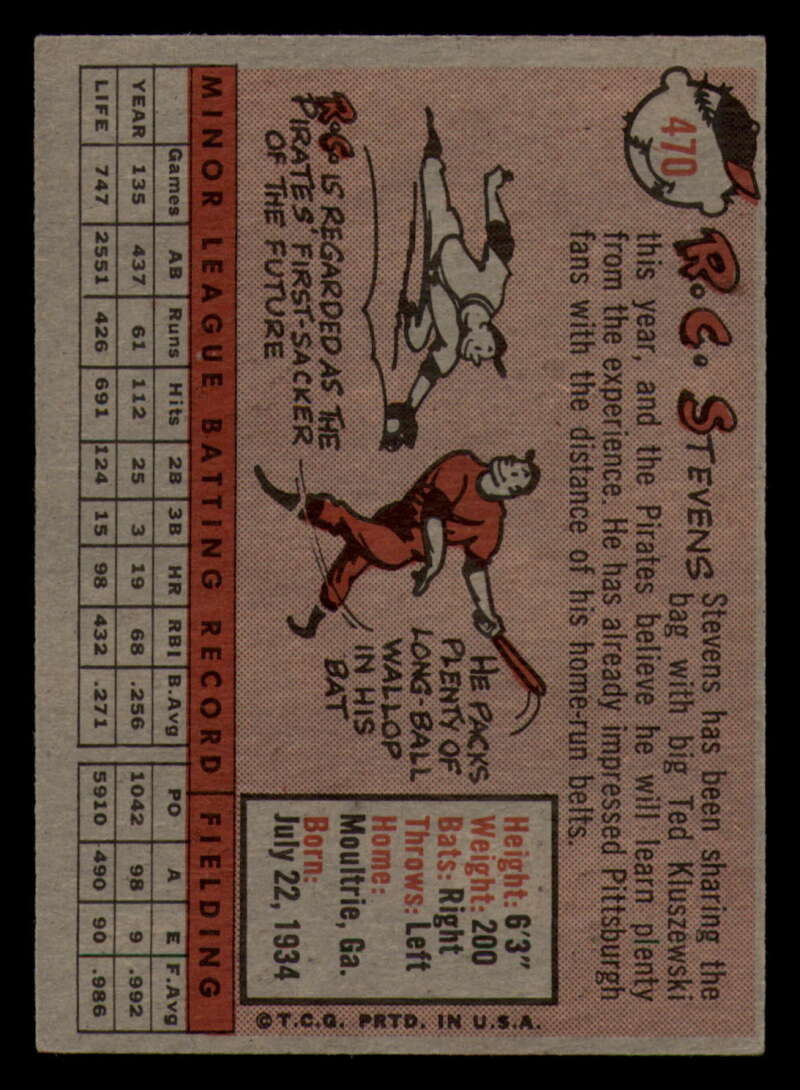 470
R.C. STEVENS
Stevens has been sharing the
bag with big Ted Kluszewski
this year, and the Pirates believe he will learn plenty
from the experience. He has already impressed Pittsburgh
fans with the distance of his home-run belts.
R.C. IS REGARDED AS THE
PIRATES' FIRST-SACKER
OF THE FUTURE
HE PACKS
PLENTY OF
LONG-BALL
WALLOP
IN HIS
BAT
Height: 6'3"
Weight: 200
Bats: Right
Throws: Left
Home:
Moultrie, Ga.
Born:
July 22, 1934
©T.C.G. PRTD. IN U.S.A.
MINOR LEAGUE BATTING RECORD FIELDING
Games AB Runs Hits 2B 3B HR RBI B.Avg PO A E F.Avg
YEAR 135 437 61 112 25 3 19 68 .256 1042 98 9 .992
LIFE 747 2551 426 691 124 15 98 432 .271 5910 490 90 .986